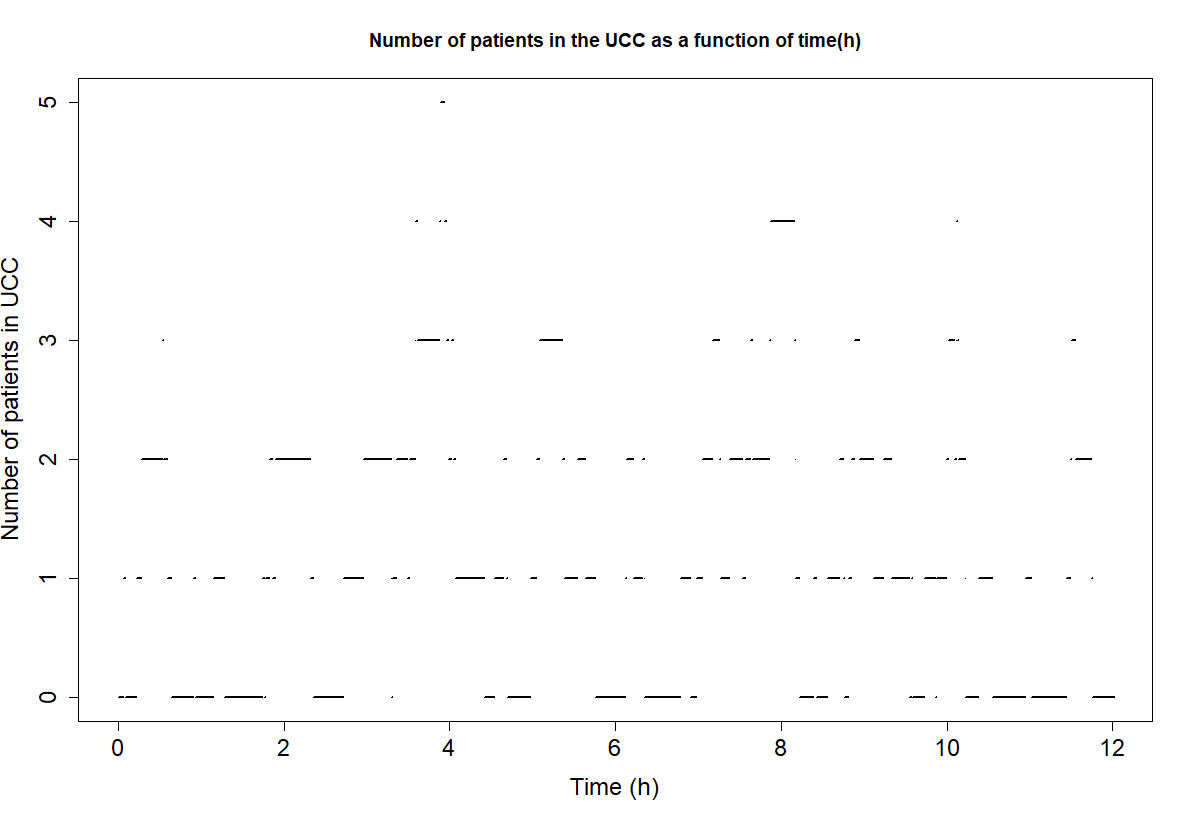 Number of patients in the UCC as a function of time(h)
Number of patients in UCC
5
4
3
2
1
0
0 2 4 6 8 10 12
Time (h)